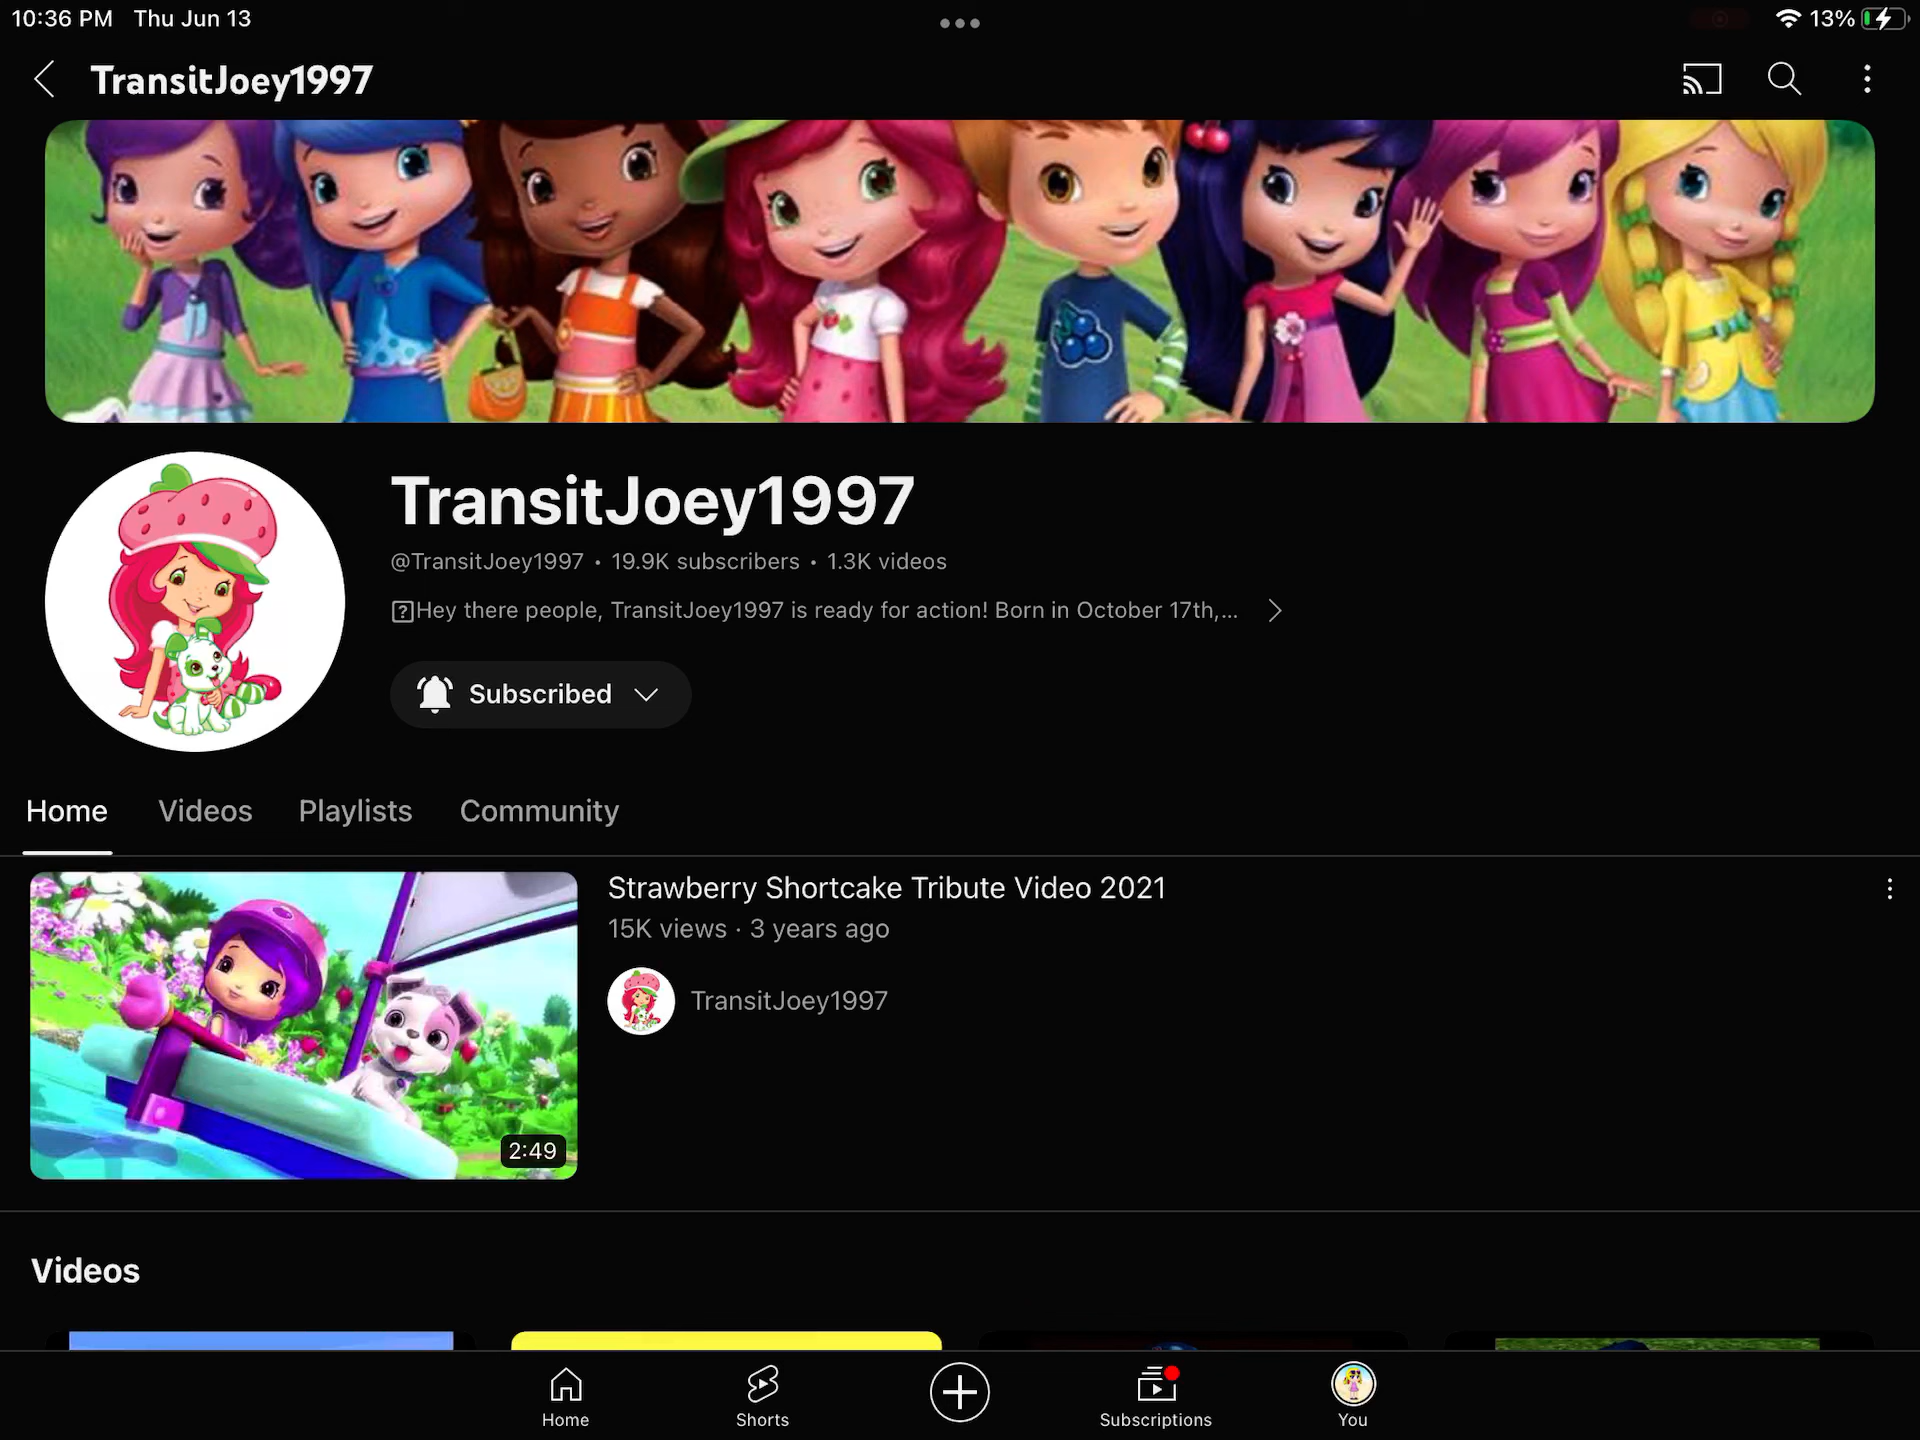 10:36 PM Thu Jun 13
13%
TransitJoey1997
TransitJoey1997
@TransitJoey1997 • 19.9K subscribers • 1.3K videos
Hey there people, TransitJoey1997 is ready for action! Born in October 17th,...
Subscribed
Home Videos Playlists Community
Strawberry Shortcake Tribute Video 2021
15K views · 3 years ago
TransitJoey1997
2:49
Videos
Home Shorts Subscriptions You